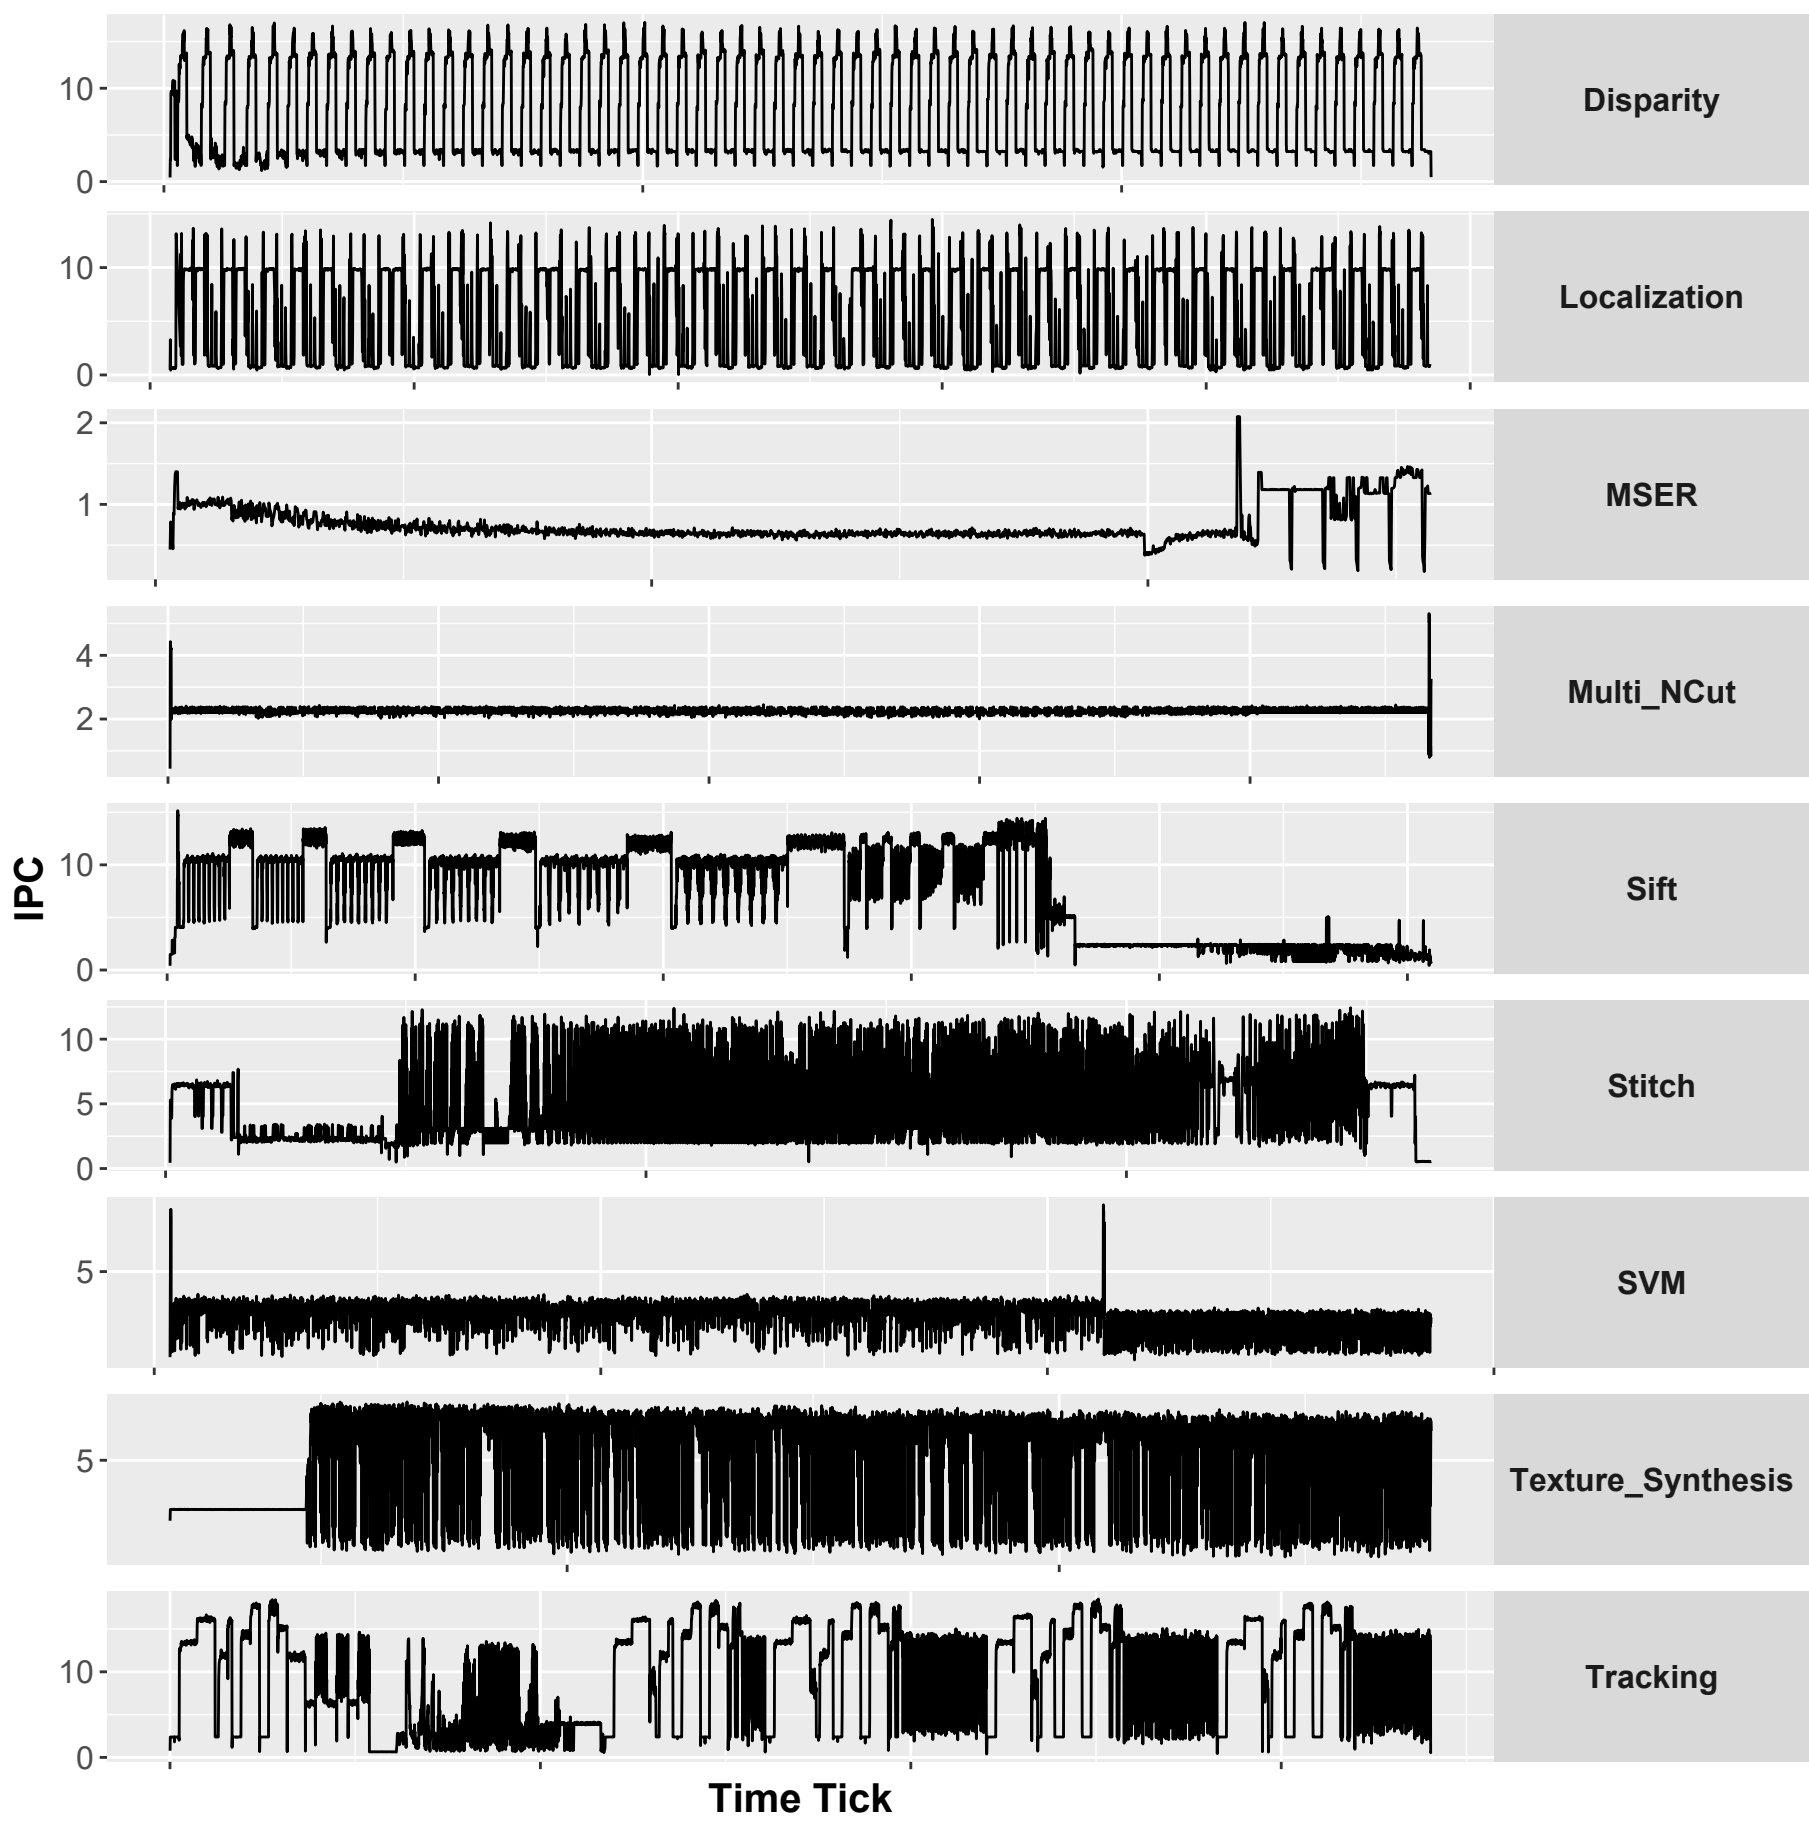 10
0
Disparity
10
0
Localization
2
1
MSER
4
2
Multi_NCut
IPC
10
0
Sift
10
5
0
Stitch
5
SVM
5
Texture_Synthesis
10
0
Tracking
Time Tick